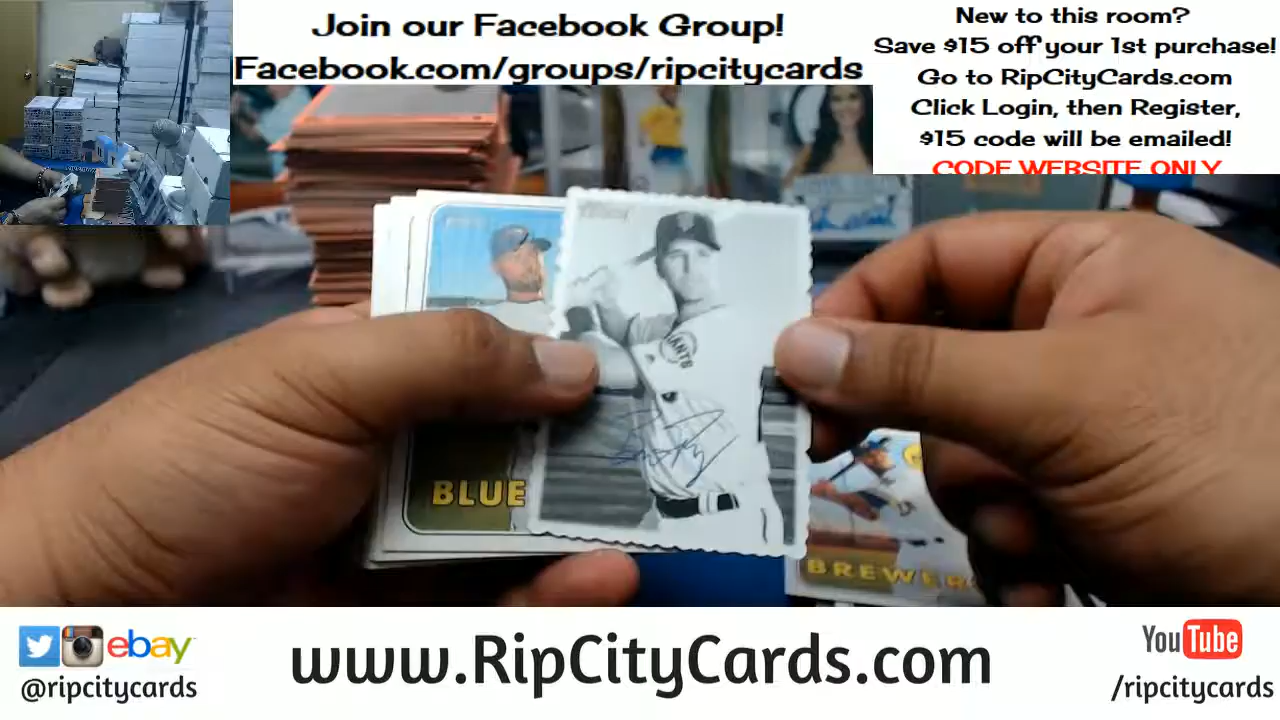 Join our Facebook Group!
Facebook.com/groups/ripcitycards
New to this room?
Save $15 off your 1st purchase!
Go to RipCityCards.com
Click Login, then Register,
$15 code will be emailed!
CODE WEBSITE ONLY
GIANTS
BLUE
BREWER
ebay
@ripcitycards
www.RipCityCards.com
YouTube
/ripcitycards